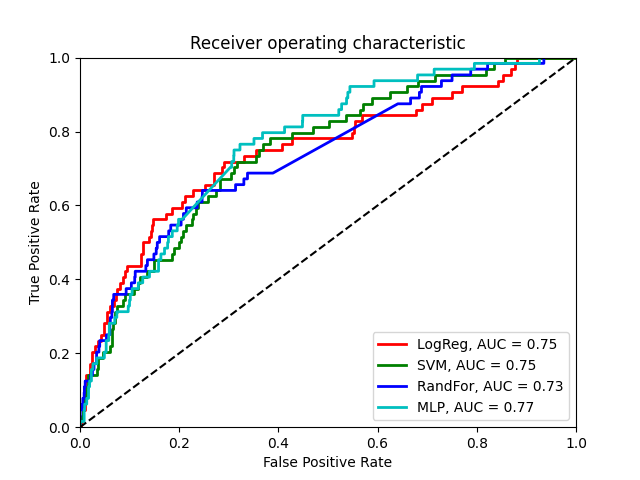 Receiver operating characteristic
1.0
0.8
0.6
0.4
0.2
0.0
True Positive Rate
0.0 0.2 0.4 0.6 0.8 1.0
False Positive Rate
LogReg, AUC = 0.75
SVM, AUC = 0.75
RandFor, AUC = 0.73
MLP, AUC = 0.77